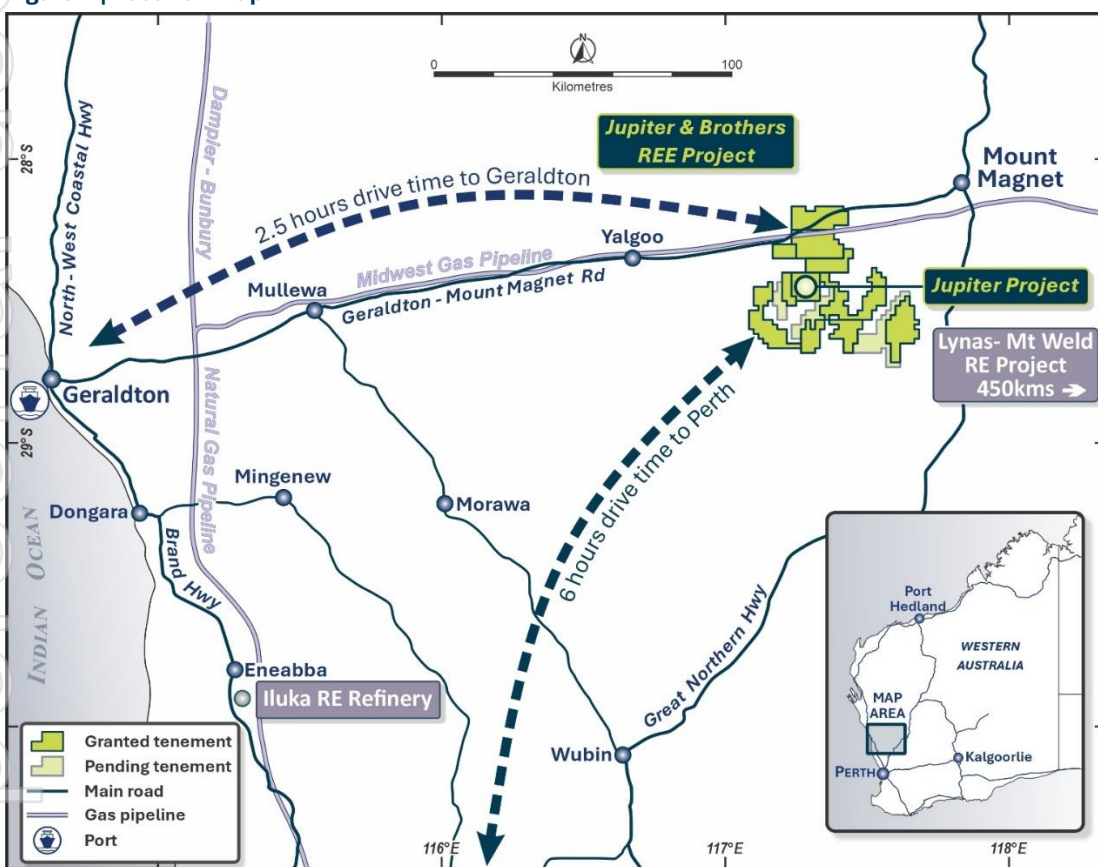 N
0 100
Kilometres
North - West Coastal Hwy
Dampier - Bunbury
Natural Gas Pipeline
Jupiter & Brothers
REE Project
28°S
Mount
Magnet
2.5 hours drive time to Geraldton
Yalgoo
Midwest Gas Pipeline
Mullewa
Geraldton - Mount Magnet Rd
Jupiter Project
Lynas- Mt Weld
RE Project
450kms
Geraldton
29°S
6 hours drive time to Perth
Mingenew
Morawa
Dongara
Brand Hwy
INDIAN OCEAN
Great Northern Hwy
Eneabba
Iluka RE Refinery
Wubin
Port
Hedland
WESTERN
AUSTRALIA
MAP
AREA
Kalgoorlie
PERTH
Granted tenement
Pending tenement
Main road
Gas pipeline
Port
116°E
117°E
118°E